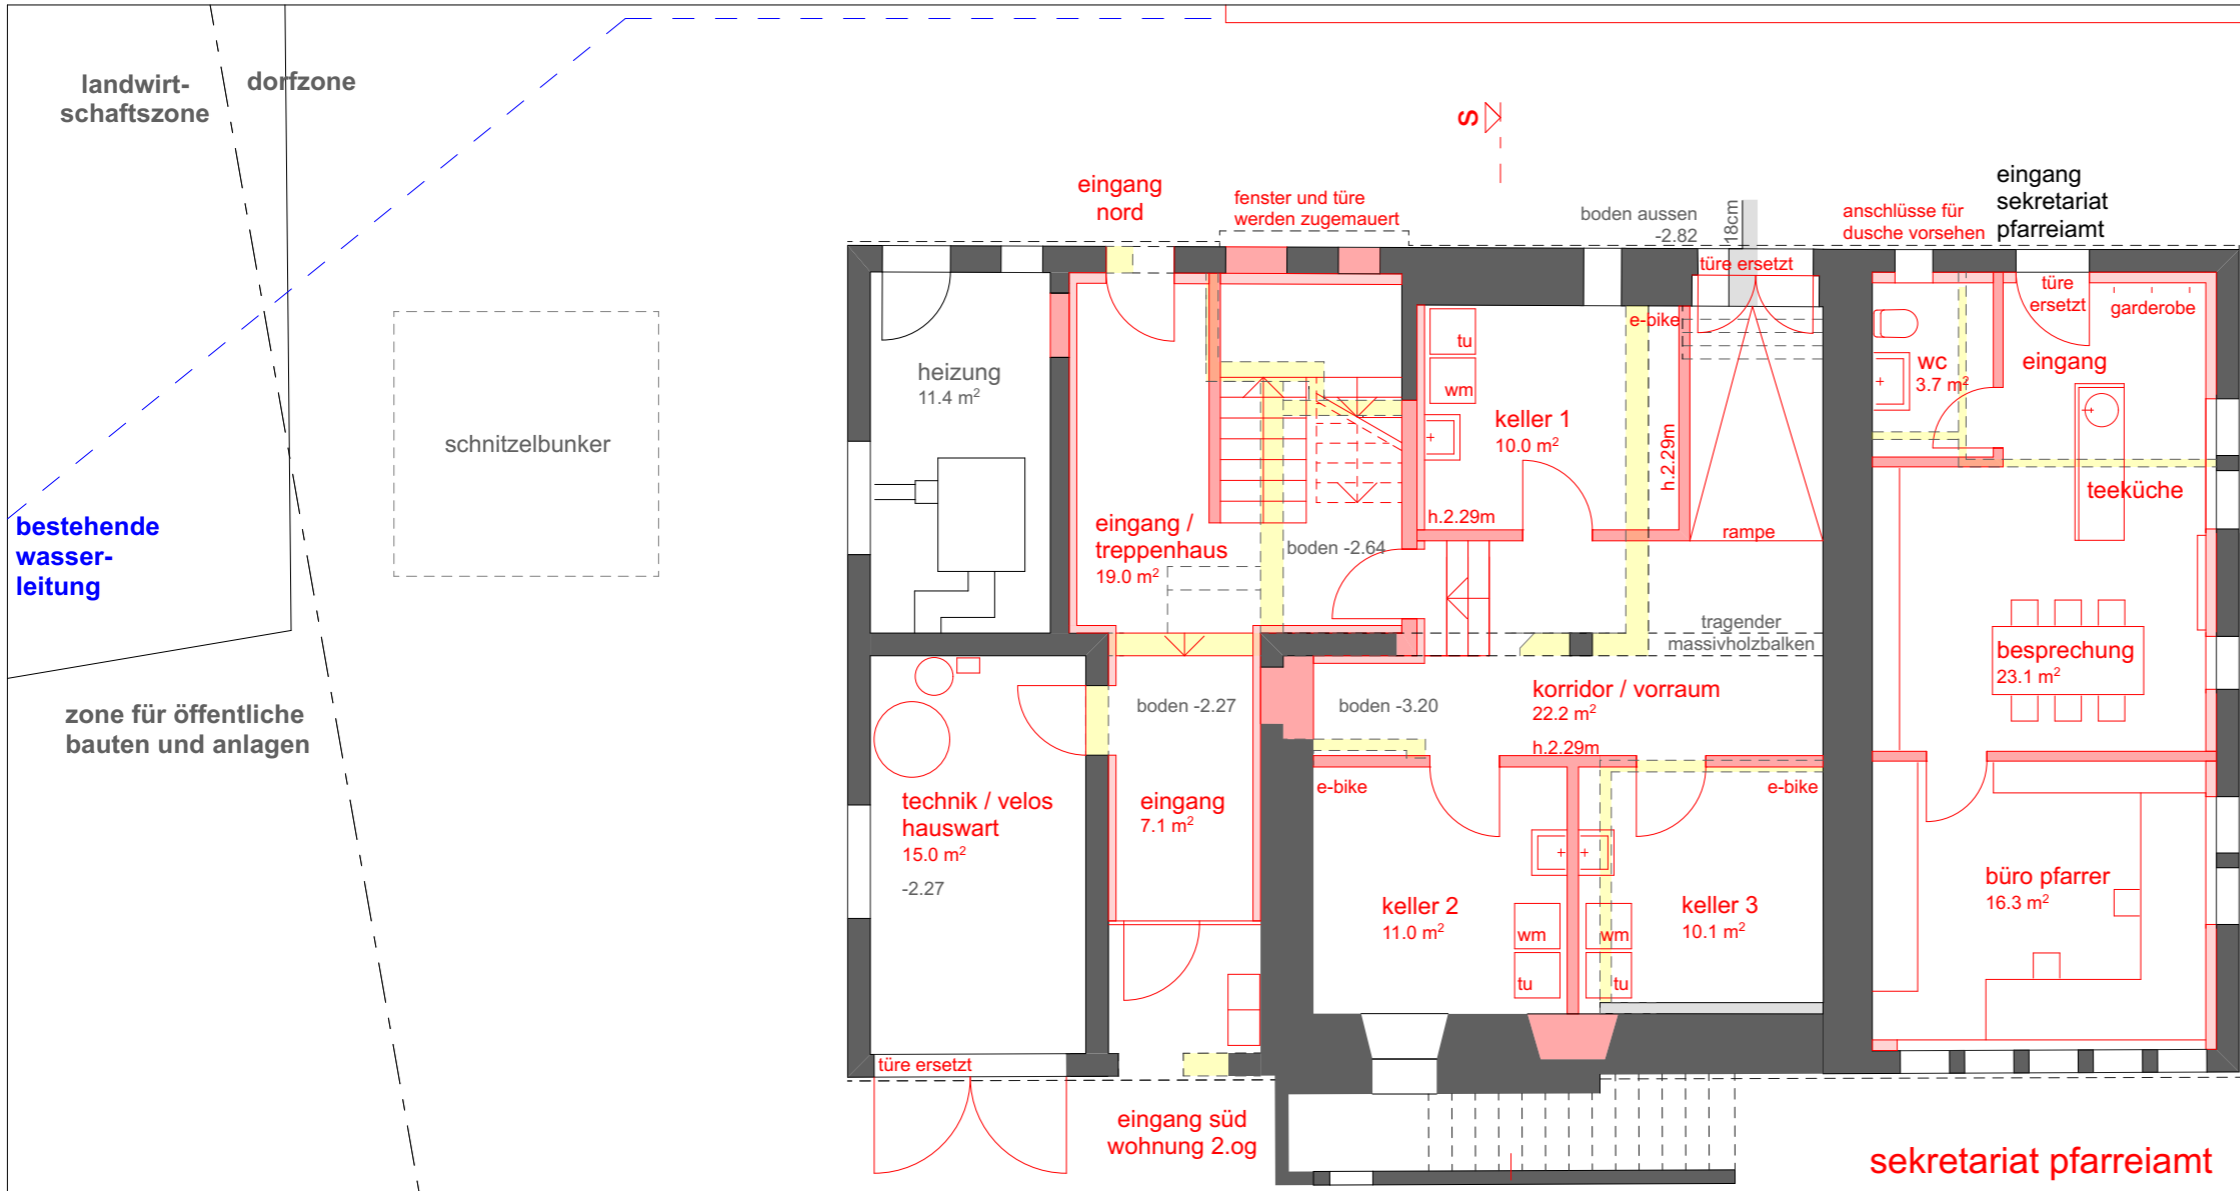 landwirt-
schaftszone
dorfzone
bestehende
wasser-
leitung
zone für öffentliche
bauten und anlagen
schnitzelbunker
S
eingang
nord
fenster und türe
werden zugemauert
boden aussen
-2.82
18cm
türe ersetzt
anschlüsse für
dusche vorsehen
eingang
sekretariat
pfarreiamt
türe
ersetzt
garderobe
heizung
11.4 m²
tu
wm
keller 1
10.0 m²
e-bike
h.2.29m
h.2.29m
rampe
wc
3.7 m²
eingang
teeküche
eingang /
treppenhaus
19.0 m²
boden -2.64
tragender
massivholzbalken
besprechung
23.1 m²
boden -2.27
boden -3.20
korridor / vorraum
22.2 m²
h.2.29m
technik / velos
hauswart
15.0 m²
-2.27
eingang
7.1 m²
e-bike
e-bike
keller 2
11.0 m²
wm
tu
wm
tu
keller 3
10.1 m²
büro pfarrer
16.3 m²
türe ersetzt
eingang süd
wohnung 2.og
sekretariat pfarreiamt